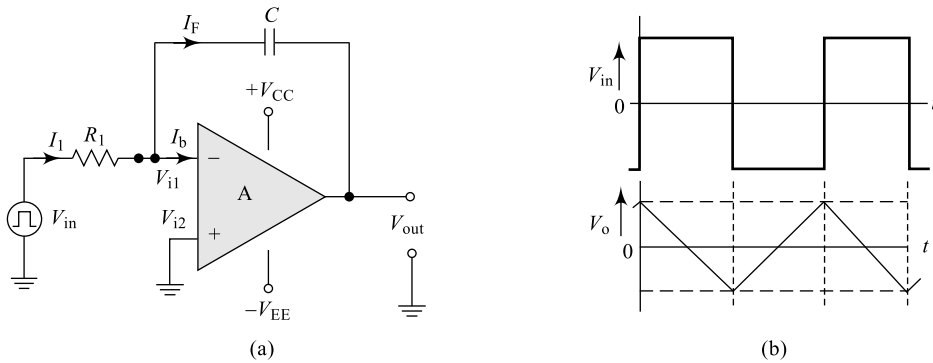 I_F
C
+V_CC
I_1
R_1
I_b
−
V_i1
A
V_in
V_i2
+
V_out
−V_EE
(a)
V_in
0
V_o
0
t
(b)